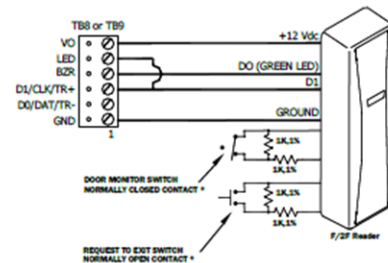 TB8 or TB9
VO
LED
BZR
D1/CLK/TR+
D0/DAT/TR-
GND
1
+12 Vdc
DO (GREEN LED)
D1
GROUND
1K,1%
1K,1%
DOOR MONITOR SWITCH
NORMALLY CLOSED CONTACT *
1K,1%
1K,1%
REQUEST TO EXIT SWITCH
NORMALLY OPEN CONTACT *
F/2F Reader